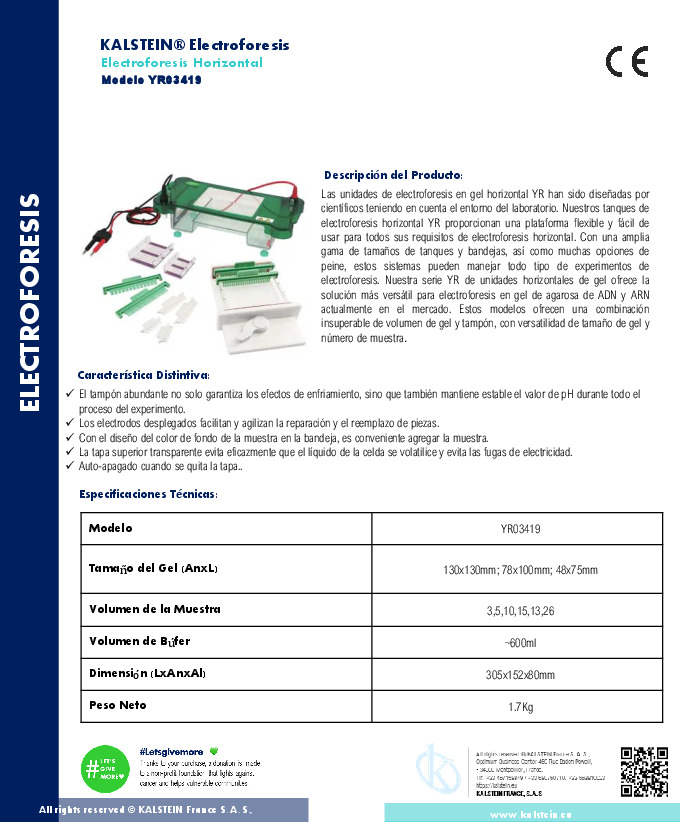 KALSTEIN® Electroforesis
Electroforesis Horizontal
Modelo YR03419
CE
ELECTROFORESIS
Descripción del Producto:
Las unidades de electroforesis en gel horizontal YR han sido diseñadas por
científicos teniendo en cuenta el entorno del laboratorio. Nuestros tanques de
electroforesis horizontal YR proporcionan una plataforma flexible y fácil de
usar para todos sus requisitos de electroforesis horizontal. Con una amplia
gama de tamaños de tanques y bandejas, así como muchas opciones de
peine, estos sistemas pueden manejar todo tipo de experimentos de
electroforesis. Nuestra serie YR de unidades horizontales de gel ofrece la
solución más versátil para electroforesis en gel de agarosa de ADN y ARN
actualmente en el mercado. Estos modelos ofrecen una combinación
insuperable de volumen de gel y tampón, con versatilidad de tamaño de gel y
número de muestra.
Característica Distintiva:
✓ El tampón abundante no solo garantiza los efectos de enfriamiento, sino que también mantiene estable el valor de pH durante todo el
proceso del experimento.
✓ Los electrodos desplegados facilitan y agilizan la reparación y el reemplazo de piezas.
✓ Con el diseño del color de fondo de la muestra en la bandeja, es conveniente agregar la muestra.
✓ La tapa superior transparente evita eficazmente que el líquido de la celda se volatilice y evita las fugas de electricidad.
✓ Auto-apagado cuando se quita la tapa..
Especificaciones Técnicas:
Modelo YR03419
Tamaño del Gel (AnxL) 130x130mm; 78x100mm; 48x75mm
Volumen de la Muestra 3,5,10,15,13,26
Volumen de Búfer ~600ml
Dimensión (LxAnxAl) 305x152x80mm
Peso Neto 1.7Kg
# LET'S
GIVE
MORE
#Letsgivemore
Thanks to your purchase, a donation is made
to a non-profit foundation that fights against
cancer and helps vulnerable communities
All rights reserved ® KALSTEIN France S. A. S.,
https://kalstein.eu
KALSTEIN FRANCE, S.A.S
All rights reserved ® KALSTEIN France S.A.S.,
www.kalstein.eu